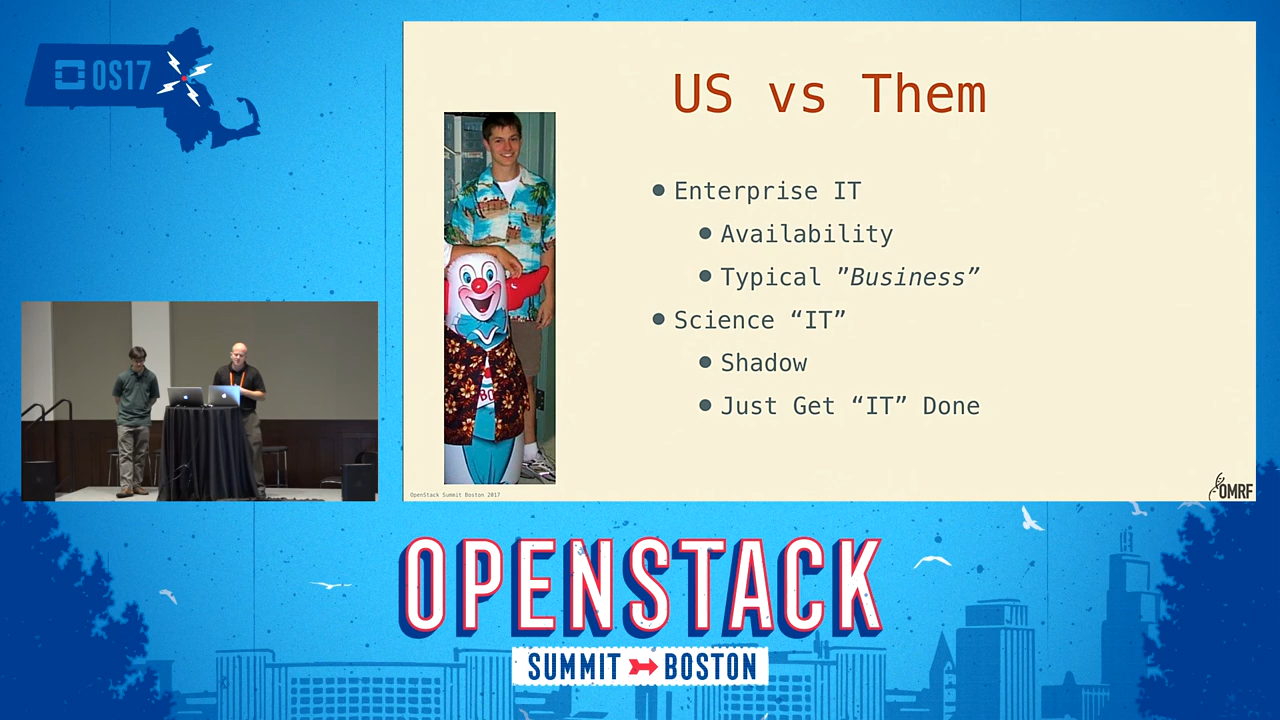 OS17
US vs Them
● Enterprise IT
● Availability
● Typical ”Business”
● Science “IT”
● Shadow
● Just Get “IT” Done
BO
OpenStack Summit Boston 2017
OMRF
OPENSTACK
SUMMIT BOSTON